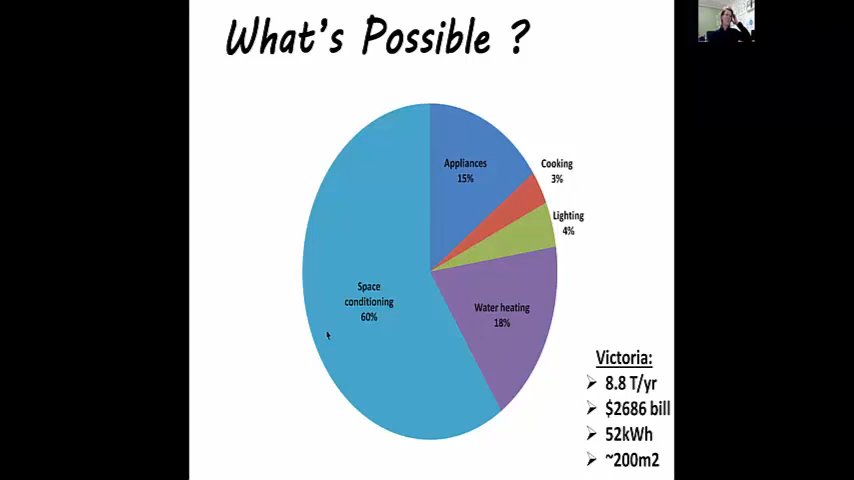 What's Possible ?
Appliances
15%
Cooking
3%
Lighting
4%
Space
conditioning
60%
Water heating
18%
Victoria:
8.8 T/yr
$2686 bill
52kWh
~200m2